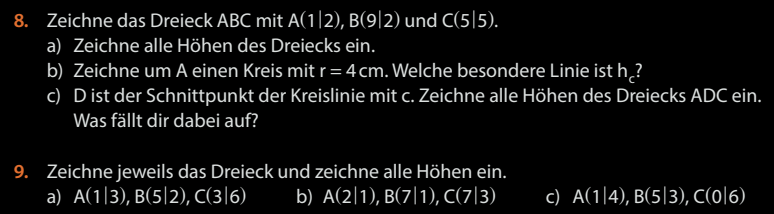 8. Zeichne das Dreieck ABC mit A(1|2), B(9|2) und C(5|5).
a) Zeichne alle Höhen des Dreiecks ein.
b) Zeichne um A einen Kreis mit r = 4 cm. Welche besondere Linie ist h_c?
c) D ist der Schnittpunkt der Kreislinie mit c. Zeichne alle Höhen des Dreiecks ADC ein.
Was fällt dir dabei auf?
9. Zeichne jeweils das Dreieck und zeichne alle Höhen ein.
a) A(1|3), B(5|2), C(3|6) b) A(2|1), B(7|1), C(7|3) c) A(1|4), B(5|3), C(0|6)